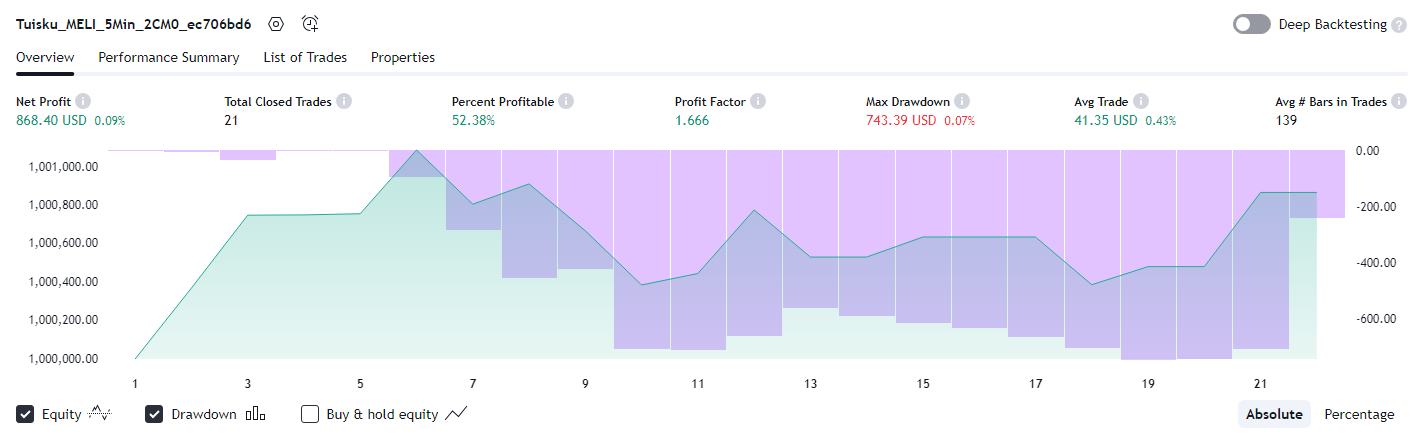 Tuisku_MELI_5Min_2CM0_ec706bd6
Deep Backtesting ?
Overview Performance Summary List of Trades Properties
Net Profit i Total Closed Trades i Percent Profitable i Profit Factor i Max Drawdown i Avg Trade i Avg # Bars in Trades i
868.40 USD 0.09% 21 52.38% 1.666 743.39 USD 0.07% 41.35 USD 0.43% 139
1,001,000.00 0.00
1,000,800.00 -200.00
1,000,600.00
1,000,400.00 -400.00
1,000,200.00 -600.00
1,000,000.00
1 3 5 7 9 11 13 15 17 19 21
Equity Drawdown Buy & hold equity Absolute Percentage